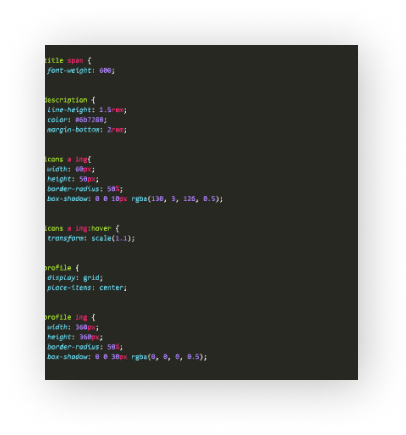 title span {
font-weight: 600;
description {
line-height: 1.5rem;
color: #6b7280;
margin-bottom: 2rem;
icons a img{
width: 60px;
height: 50px;
border-radius: 50%;
box-shadow: 0 0 10px rgba(130, 3, 126, 0.5);
icons a img:hover {
transform: scale(1.1);
profile {
display: grid;
place-items: center;
profile img {
width: 360px;
height: 360px;
border-radius: 50%;
box-shadow: 0 0 30px rgba(0, 0, 0, 0.5);